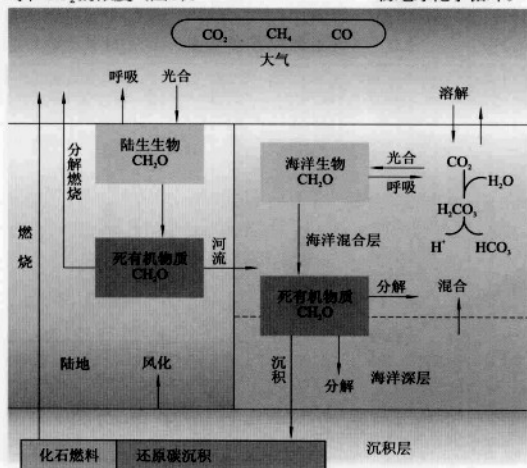 CO₂ CH₄ CO
大气
呼吸 光合 溶解
陆生生物
CH₂O
海洋生物
CH₂O
光合
呼吸
CO₂
H₂O
H₂CO₃
H⁺ HCO₃
分解燃烧
燃烧
死有机物质
CH₂O
河流
海洋混合层
死有机物质
CH₂O
分解
混合
陆地
风化
沉积
分解
海洋深层
化石燃料
还原碳沉积
沉积层